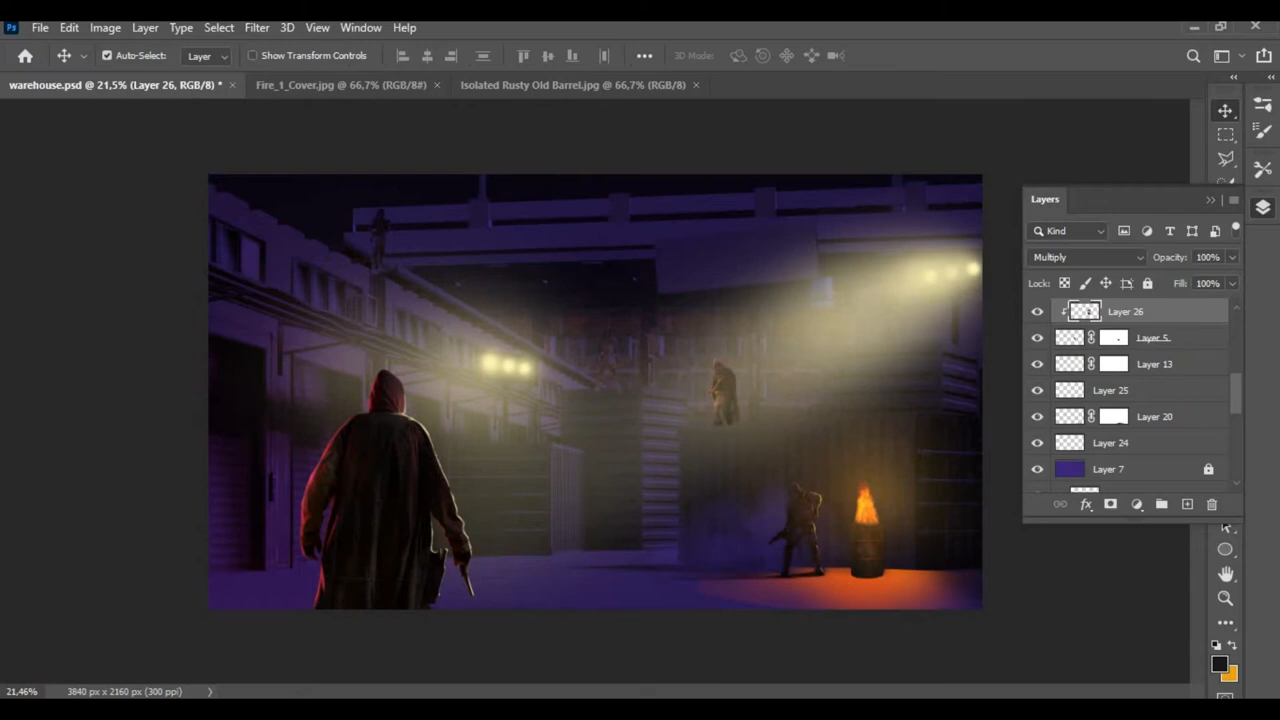 Ps File Edit Image Layer Type Select Filter 3D View Window Help
Auto-Select: Layer Show Transform Controls 3D Mode:
warehouse.psd @ 21,5% (Layer 26, RGB/8) * × Fire_1_Cover.jpg @ 66,7% (RGB/8#) × Isolated Rusty Old Barrel.jpg @ 66,7% (RGB/8) ×
Layers
Kind
Multiply Opacity: 100%
Lock: Fill: 100%
Layer 26
Layer 5
Layer 13
Layer 25
Layer 20
Layer 24
Layer 7
fx
21,46% 3840 px x 2160 px (300 ppi)